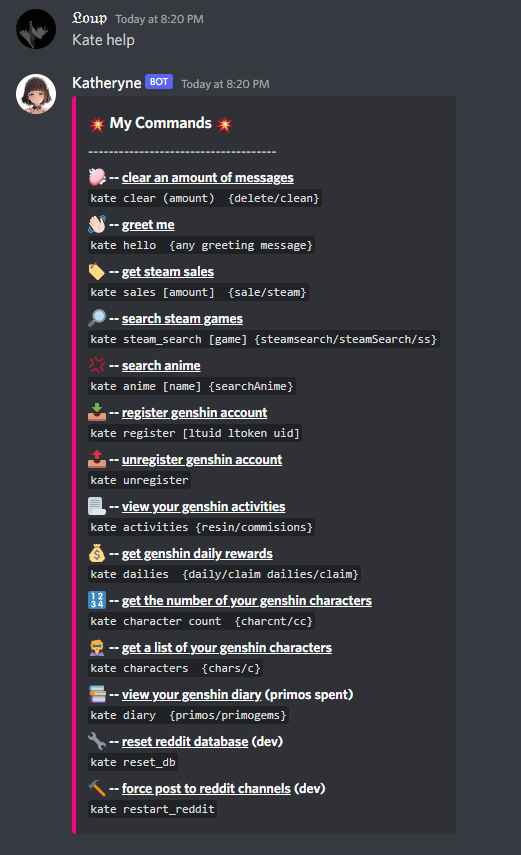 𝕷𝖔𝖚𝖕 Today at 8:20 PM
Kate help
Katheryne BOT Today at 8:20 PM
💥 My Commands 💥
-------------------------------------
🧼 -- clear an amount of messages
kate clear (amount)  {delete/clean}
👋🏻 -- greet me
kate hello  {any greeting message}
🏷️ -- get steam sales
kate sales [amount]  {sale/steam}
🔎 -- search steam games
kate steam_search [game] {steamsearch/steamSearch/ss}
💢 -- search anime
kate anime [name] {searchAnime}
📥 -- register genshin account
kate register [ltuid ltoken uid]
📤 -- unregister genshin account
kate unregister
📃 -- view your genshin activities
kate activities {resin/commisions}
💰 -- get genshin daily rewards
kate dailies  {daily/claim dailies/claim}
🔢 -- get the number of your genshin characters
kate character count  {charcnt/cc}
🧝 -- get a list of your genshin characters
kate characters  {chars/c}
📚 -- view your genshin diary (primos spent)
kate diary  {primos/primogems}
🔧 -- reset reddit database (dev)
kate reset_db
🔨 -- force post to reddit channels (dev)
kate restart_reddit